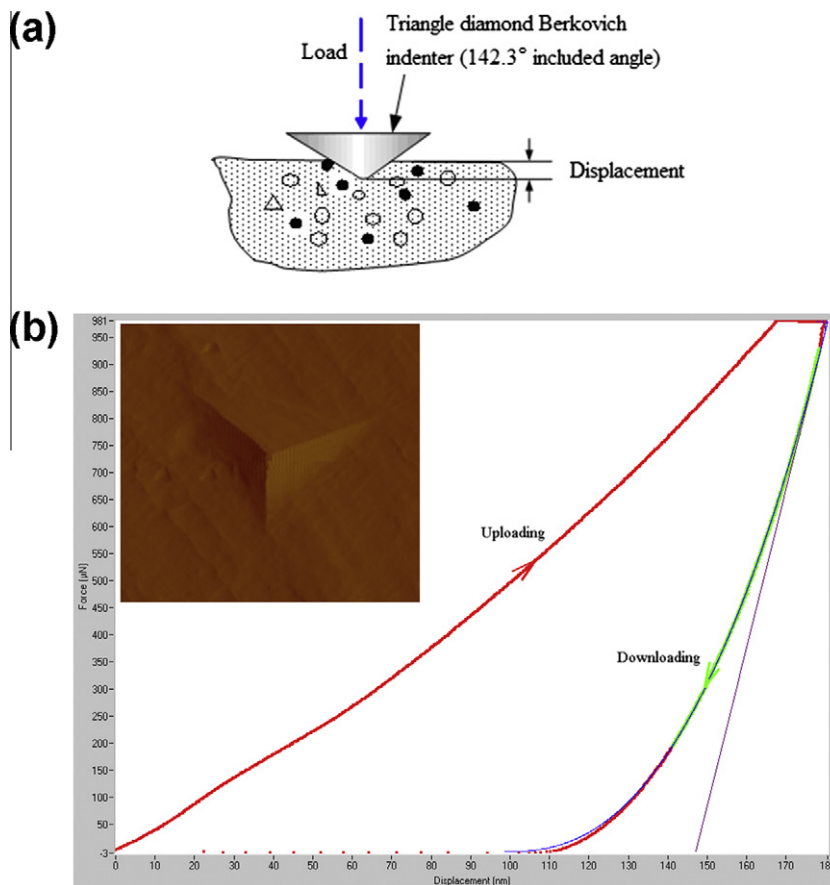 (a)
Load
Triangle diamond Berkovich
indenter (142.3° included angle)
Displacement
(b)
981
950
900
850
800
750
700
650
600
550
500
450
400
350
300
250
200
150
100
50
-3
Force [µN]
Uploading
Downloading
0 10 20 30 40 50 60 70 80 90 100 110 120 130 140 150 160 170 180
Displacement [nm]